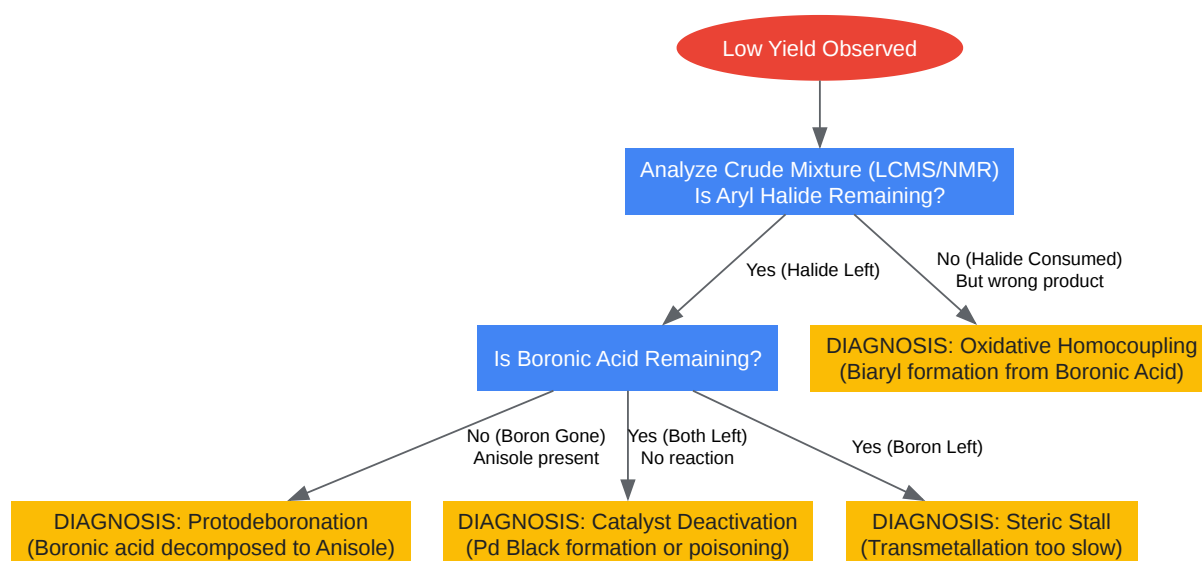 Low Yield Observed
Analyze Crude Mixture (LCMS/NMR)
Is Aryl Halide Remaining?
Yes (Halide Left)
No (Halide Consumed)
But wrong product
Is Boronic Acid Remaining?
DIAGNOSIS: Oxidative Homocoupling
(Biaryl formation from Boronic Acid)
No (Boron Gone)
Anisole present
Yes (Both Left)
No reaction
Yes (Boron Left)
DIAGNOSIS: Protodeboronation
(Boronic acid decomposed to Anisole)
DIAGNOSIS: Catalyst Deactivation
(Pd Black formation or poisoning)
DIAGNOSIS: Steric Stall
(Transmetallation too slow)